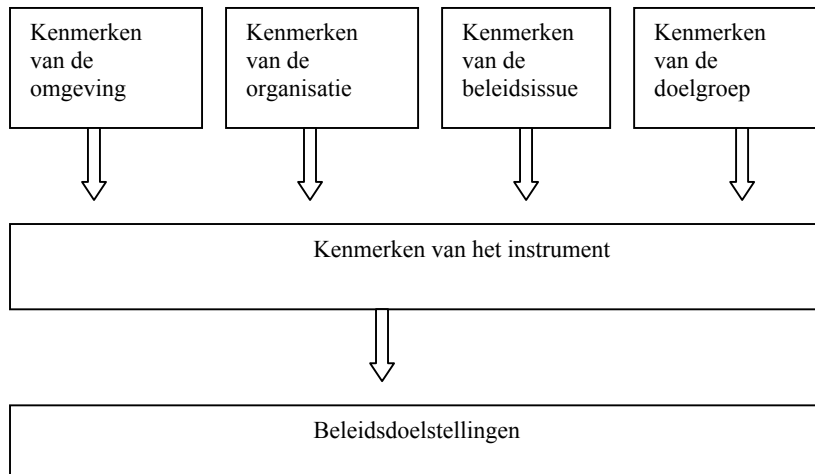 Kenmerken
van de
omgeving
Kenmerken
van de
organisatie
Kenmerken
van de
beleidsissue
Kenmerken
van de
doelgroep
Kenmerken van het instrument
Beleidsdoelstellingen